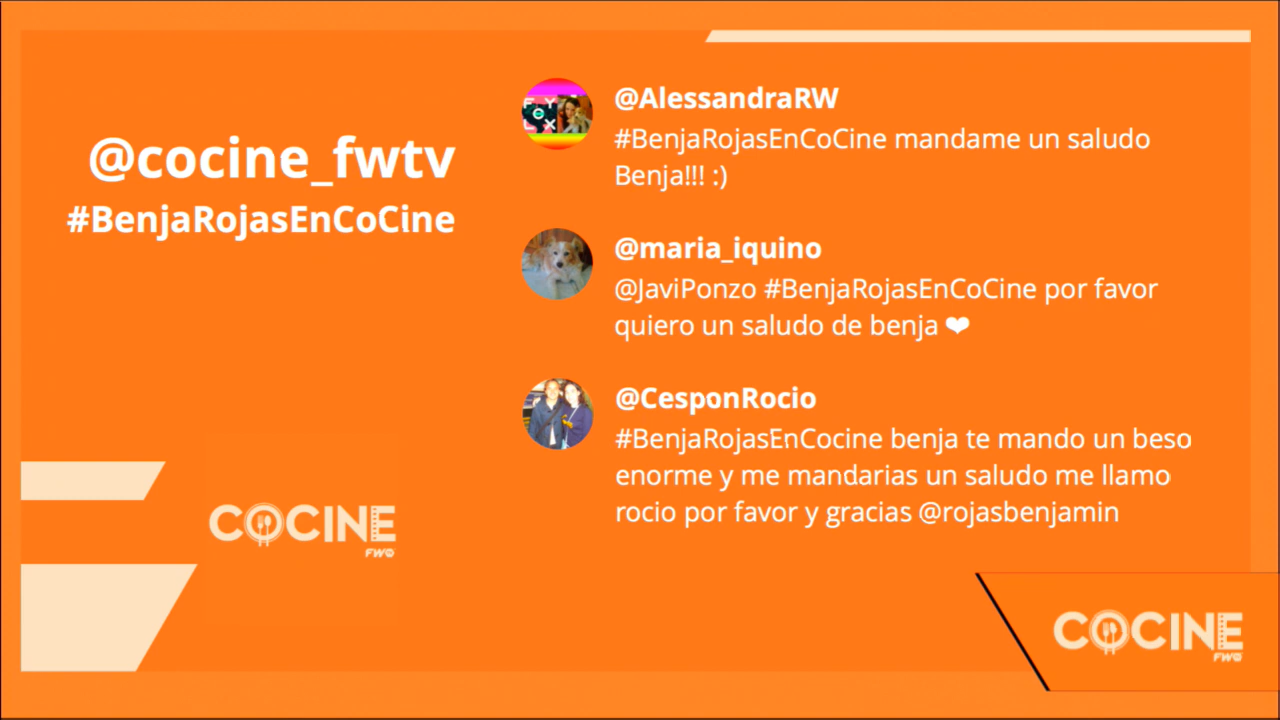 @cocine_fwtv
#BenjaRojasEnCoCine
@AlessandraRW
#BenjaRojasEnCoCine mandame un saludo
Benja!!! :)
@maria_iquino
@JaviPonzo #BenjaRojasEnCoCine por favor
quiero un saludo de benja ❤
@CesponRocio
#BenjaRojasEnCocine benja te mando un beso
enorme y me mandarias un saludo me llamo
rocio por favor y gracias @rojasbenjamin
COCINE
FWTV
COCINE
FWTV